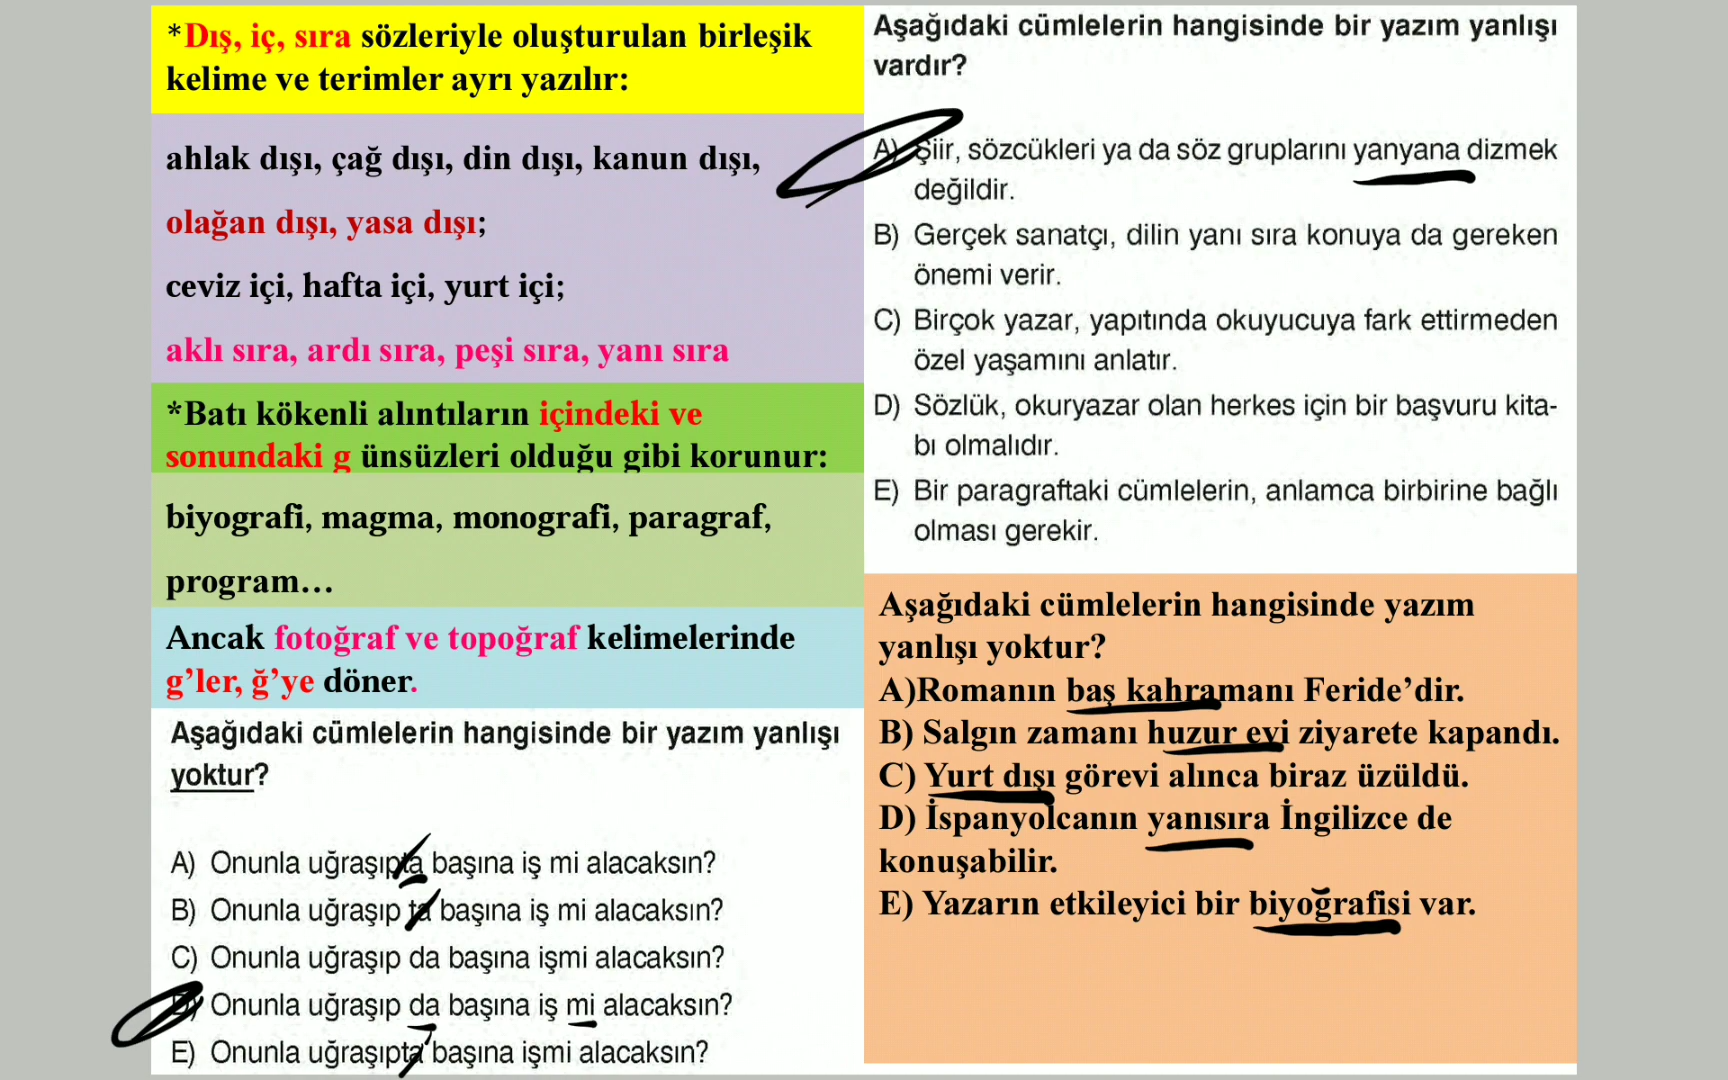 *Dış, iç, sıra sözleriyle oluşturulan birleşik
kelime ve terimler ayrı yazılır:
ahlak dışı, çağ dışı, din dışı, kanun dışı,
olağan dışı, yasa dışı;
ceviz içi, hafta içi, yurt içi;
aklı sıra, ardı sıra, peşi sıra, yanı sıra
*Batı kökenli alıntıların içindeki ve
sonundaki g ünsüzleri olduğu gibi korunur:
biyografi, magma, monografi, paragraf,
program…
Ancak fotoğraf ve topoğraf kelimelerinde
g’ler, ğ’ye döner.
Aşağıdaki cümlelerin hangisinde bir yazım yanlışı
yoktur?
A) Onunla uğraşıpta başına iş mi alacaksın?
B) Onunla uğraşıp ta başına iş mi alacaksın?
C) Onunla uğraşıp da başına işmi alacaksın?
D) Onunla uğraşıp da başına iş mi alacaksın?
E) Onunla uğraşıpta başına işmi alacaksın?
Aşağıdaki cümlelerin hangisinde bir yazım yanlışı
vardır?
A) Şiir, sözcükleri ya da söz gruplarını yanyana dizmek
değildir.
B) Gerçek sanatçı, dilin yanı sıra konuya da gereken
önemi verir.
C) Birçok yazar, yapıtında okuyucuya fark ettirmeden
özel yaşamını anlatır.
D) Sözlük, okuryazar olan herkes için bir başvuru kita-
bı olmalıdır.
E) Bir paragraftaki cümlelerin, anlamca birbirine bağlı
olması gerekir.
Aşağıdaki cümlelerin hangisinde yazım
yanlışı yoktur?
A)Romanın baş kahramanı Feride’dir.
B) Salgın zamanı huzur evi ziyarete kapandı.
C) Yurt dışı görevi alınca biraz üzüldü.
D) İspanyolcanın yanısıra İngilizce de
konuşabilir.
E) Yazarın etkileyici bir biyoğrafisi var.